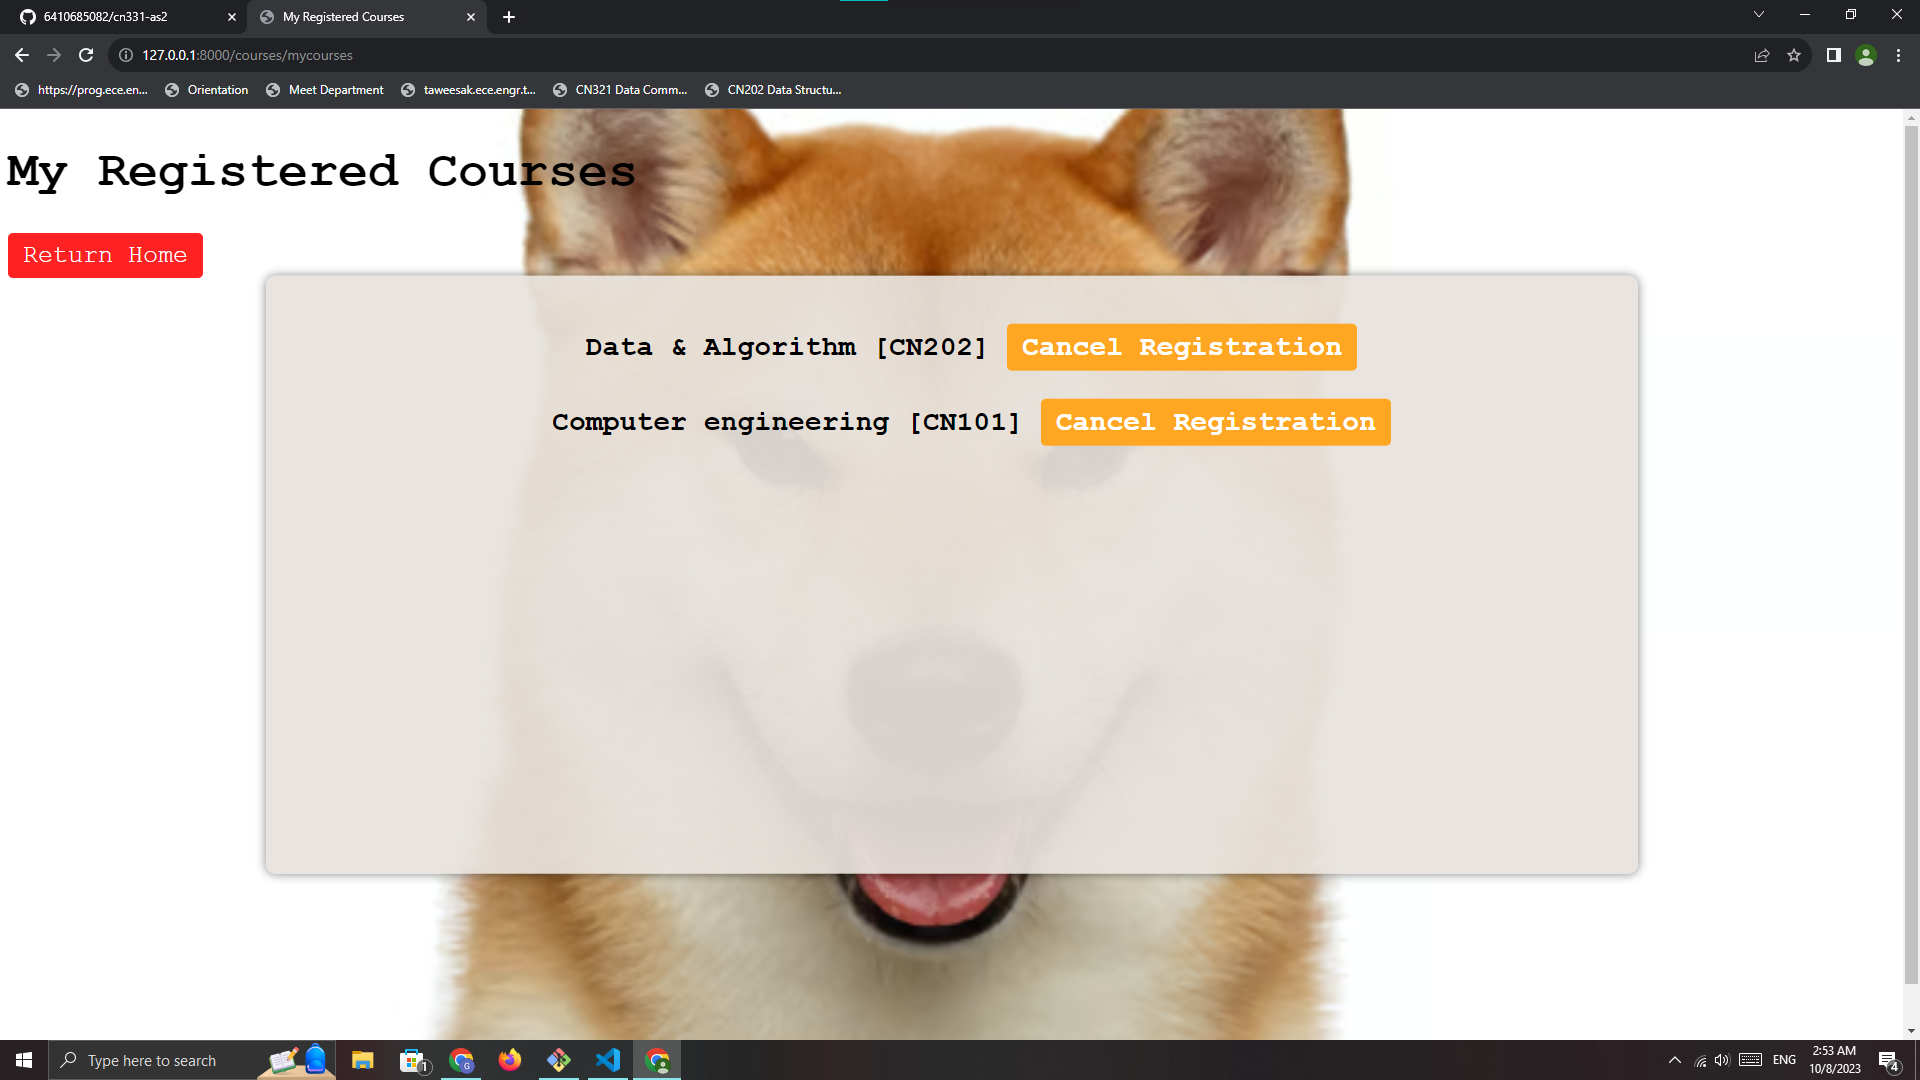 6410685082/cn331-as2
My Registered Courses
127.0.0.1:8000/courses/mycourses
https://prog.ece.en...
Orientation
Meet Department
taweesak.ece.engr.t...
CN321 Data Comm...
CN202 Data Structu...
My Registered Courses
Return Home
Data & Algorithm [CN202] Cancel Registration
Computer engineering [CN101] Cancel Registration
Type here to search
1
G
ENG
2:53 AM
10/8/2023
4